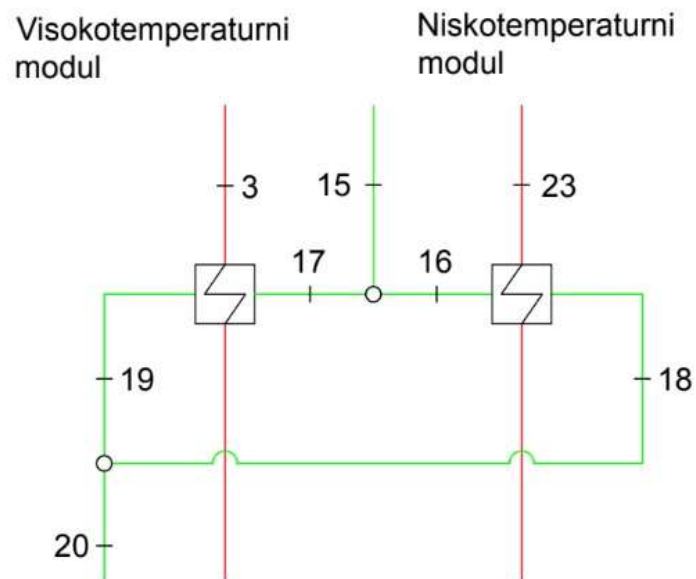 Visokotemperaturni
modul
Niskotemperaturni
modul
3
15
23
17
16
19
18
20